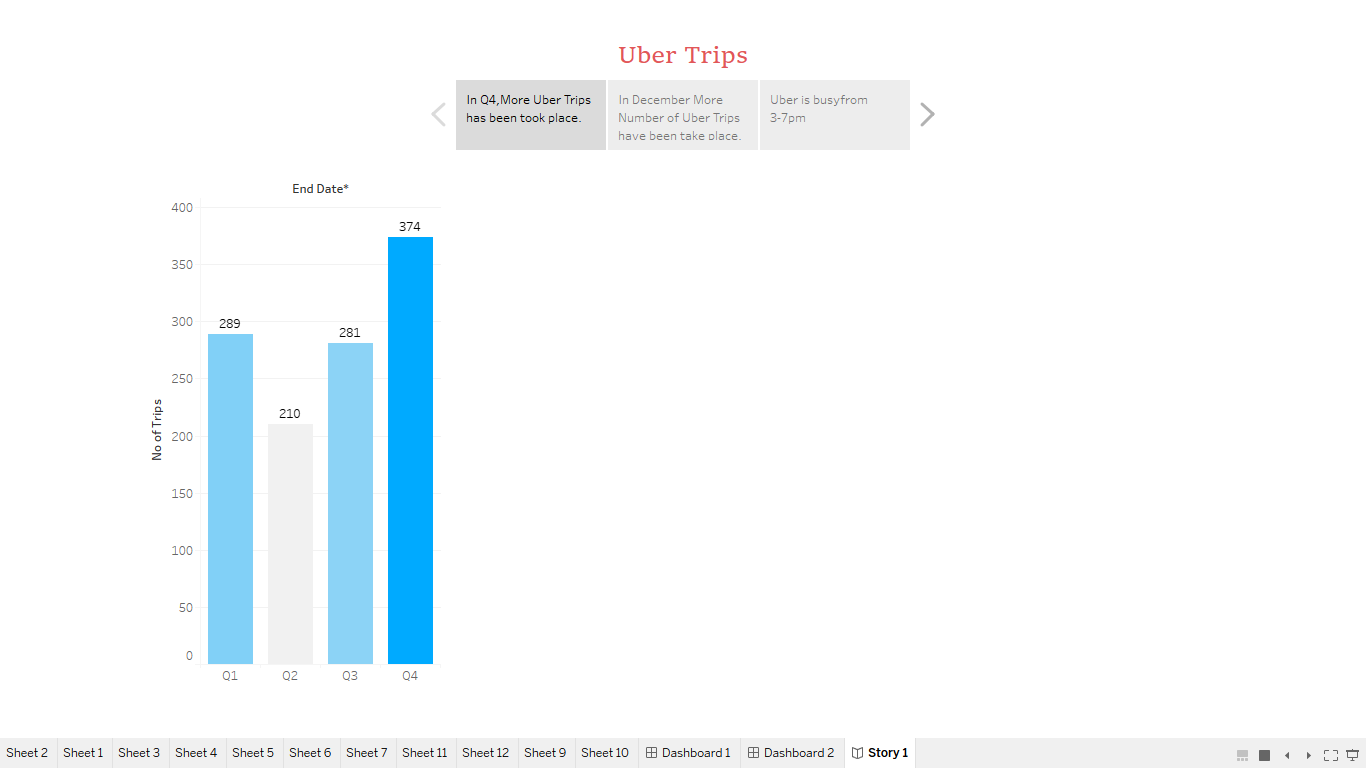 Uber Trips
In Q4,More Uber Trips
has been took place.
In December More
Number of Uber Trips
have been take place.
Uber is busyfrom
3-7pm
End Date*
No of Trips
400
350
300
250
200
150
100
50
0
289
210
281
374
Q1 Q2 Q3 Q4
Sheet 2 Sheet 1 Sheet 3 Sheet 4 Sheet 5 Sheet 6 Sheet 7 Sheet 11 Sheet 12 Sheet 9 Sheet 10 Dashboard 1 Dashboard 2 Story 1